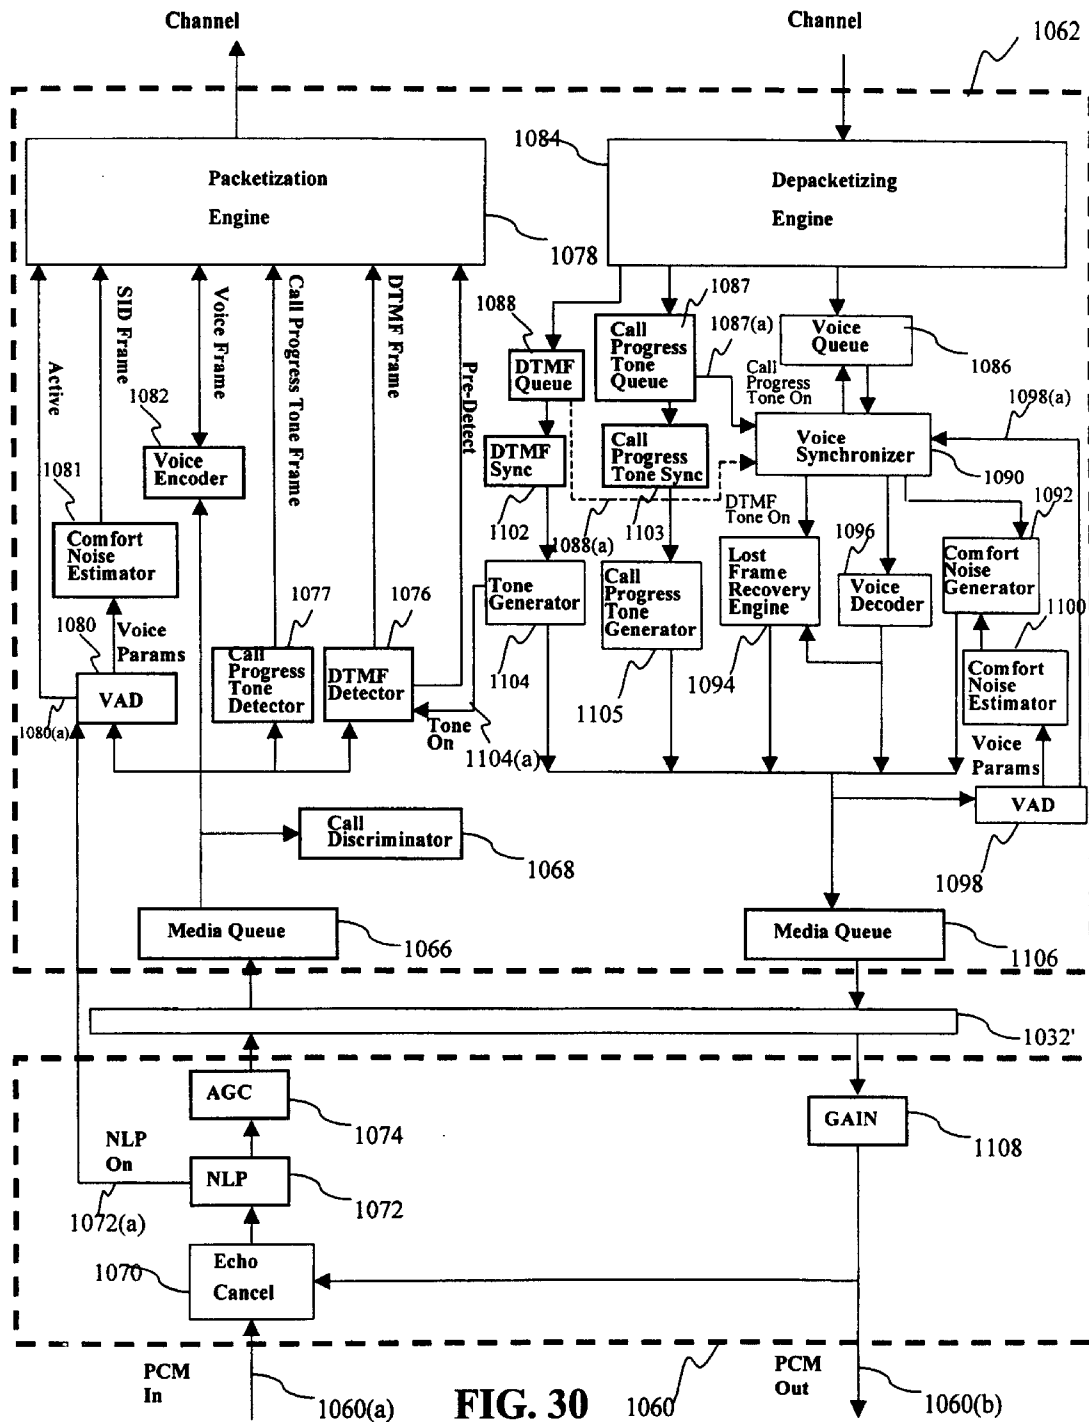 Channel
Channel
1062
Packetization
Engine
1078
1084
Depacketizing
Engine
Active
SID Frame
Voice Frame
Call Progress Tone Frame
DTMF Frame
Pre-Detect
1088
DTMF
Queue
1087
Call
Progress
Tone
Queue
1087(a)
Voice
Queue
1086
Call
Progress
Tone On
1098(a)
1082
Voice
Encoder
DTMF
Sync
1102
Call
Progress
Tone Sync
1103
Voice
Synchronizer
1090
1092
1081
Comfort
Noise
Estimator
1088(a)
DTMF
Tone On
1096
1080
Voice
Params
1077
1076
Tone
Generator
1104
Call
Progress
Tone
Generator
1105
Lost
Frame
Recovery
Engine
1094
Voice
Decoder
Comfort
Noise
Generator
1100
VAD
1080(a)
Call
Progress
Tone
Detector
DTMF
Detector
Tone
On
1104(a)
Comfort
Noise
Estimator
Voice
Params
VAD
1098
Call
Discriminator
1068
Media Queue
1066
Media Queue
1106
1032'
AGC
1074
GAIN
1108
NLP
On
1072(a)
NLP
1072
1070
Echo
Cancel
PCM
In
1060(a)
FIG. 30
1060
PCM
Out
1060(b)